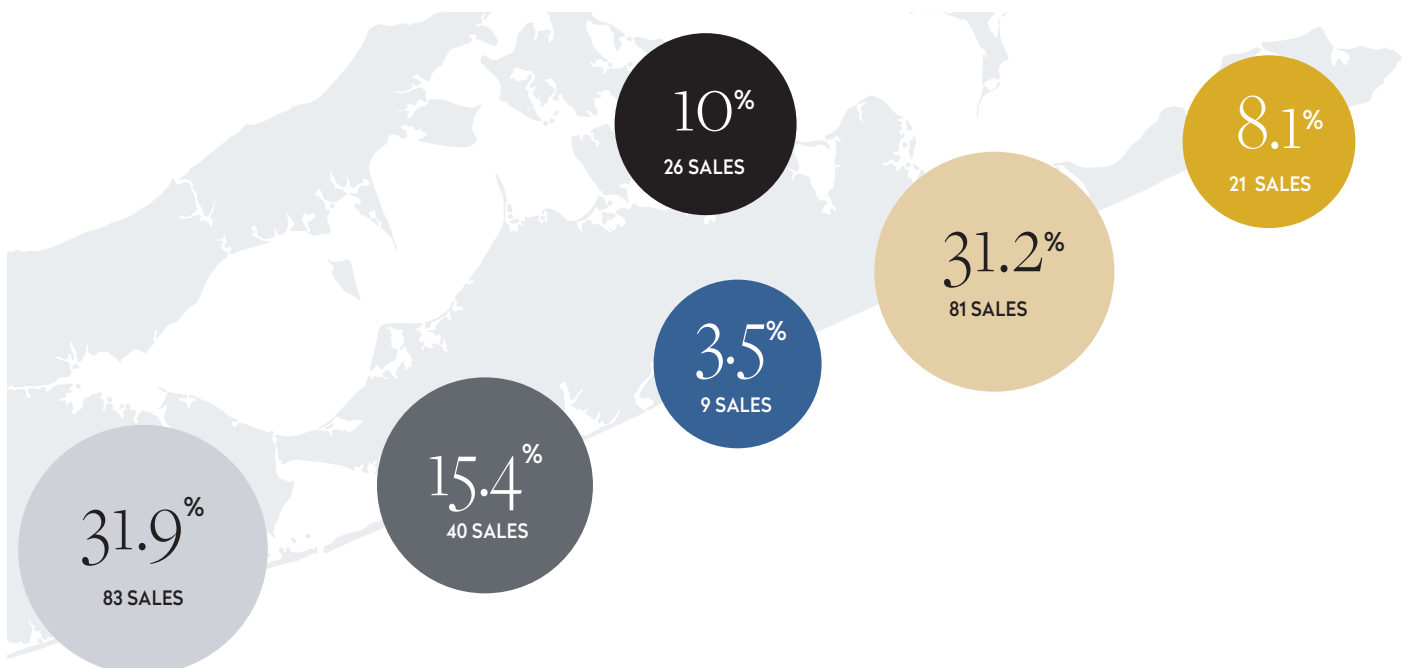 10%
26 SALES
8.1%
21 SALES
31.2%
81 SALES
3.5%
9 SALES
15.4%
40 SALES
31.9%
83 SALES